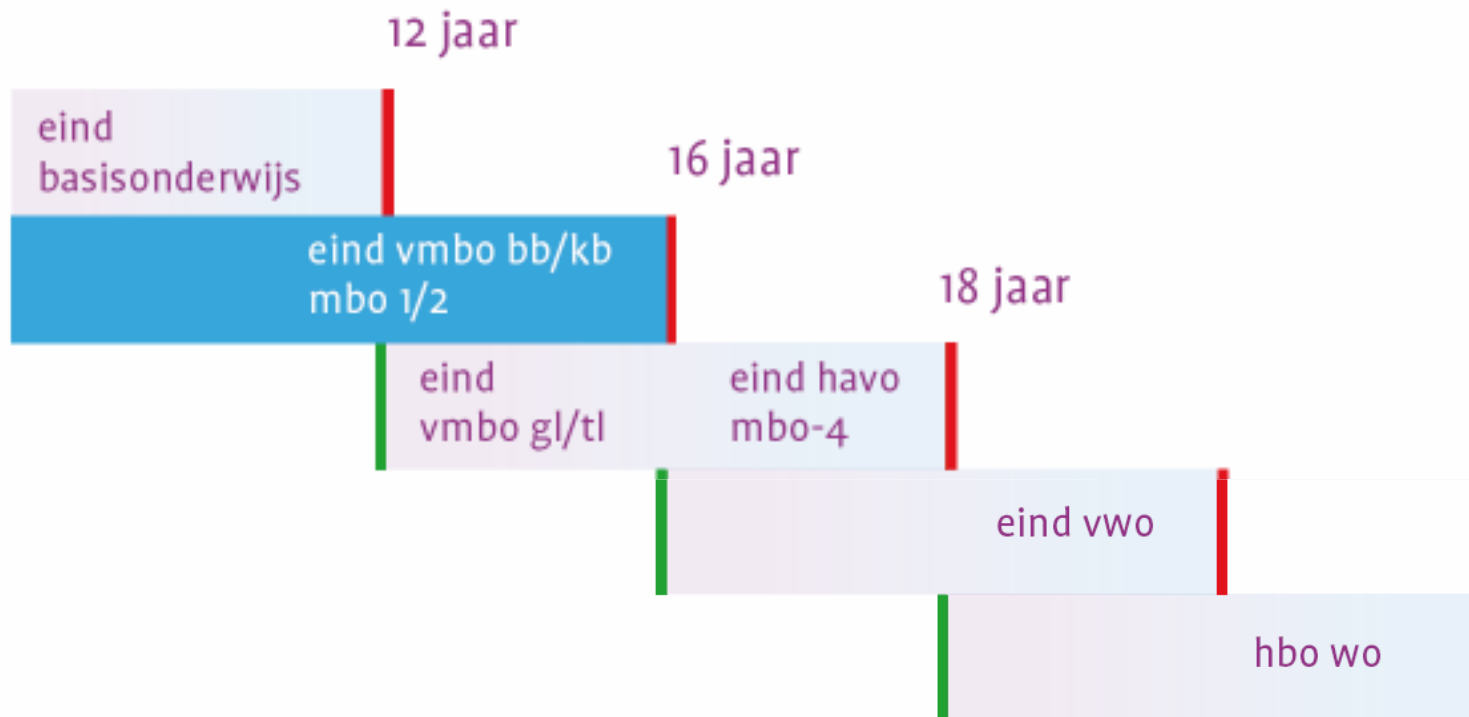 12 jaar
eind
basisonderwijs
16 jaar
eind vmbo bb/kb
mbo 1/2
18 jaar
eind
vmbo gl/tl
eind havo
mbo-4
eind vwo
hbo wo